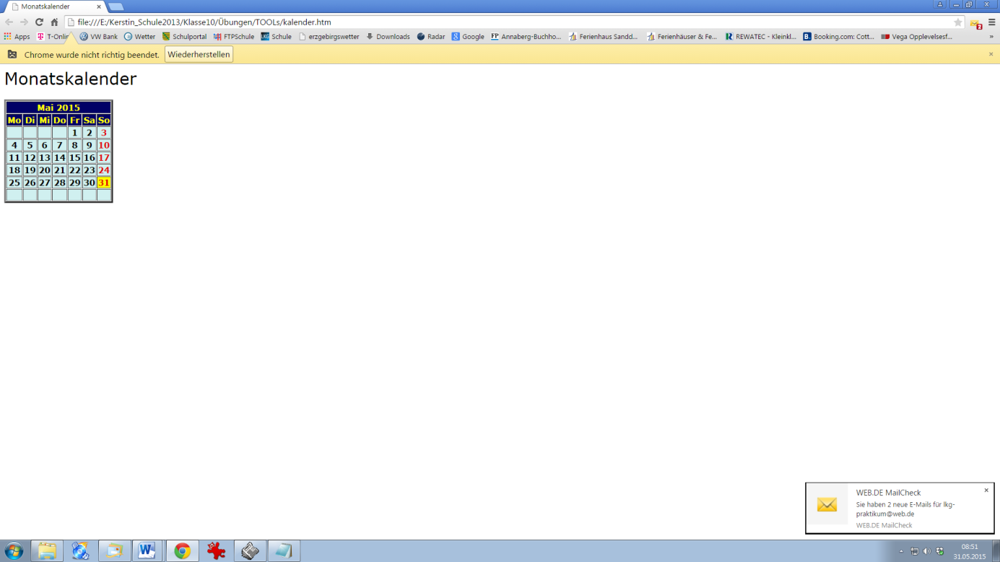 Monatskalender
file:///E:/Kerstin_Schule2013/Klasse10/Übungen/TOOLs/kalender.htm
Apps T-Onlin VW Bank Wetter Schulportal FTPSchule LKG Schule erzgebirgswetter Downloads Radar Google FP Annaberg-Buchho... Ferienhaus Sandd... Ferienhäuser & Fe... REWATEC - Kleinkl... B. Booking.com: Cott... Vega Opplevelsesf... »
Chrome wurde nicht richtig beendet. Wiederherstellen
Monatskalender
Mai 2015
Mo Di Mi Do Fr Sa So
1 2 3
4 5 6 7 8 9 10
11 12 13 14 15 16 17
18 19 20 21 22 23 24
25 26 27 28 29 30 31
WEB.DE MailCheck
Sie haben 2 neue E-Mails für lkg-
praktikum@web.de
WEB.DE MailCheck
08:51
31.05.2015